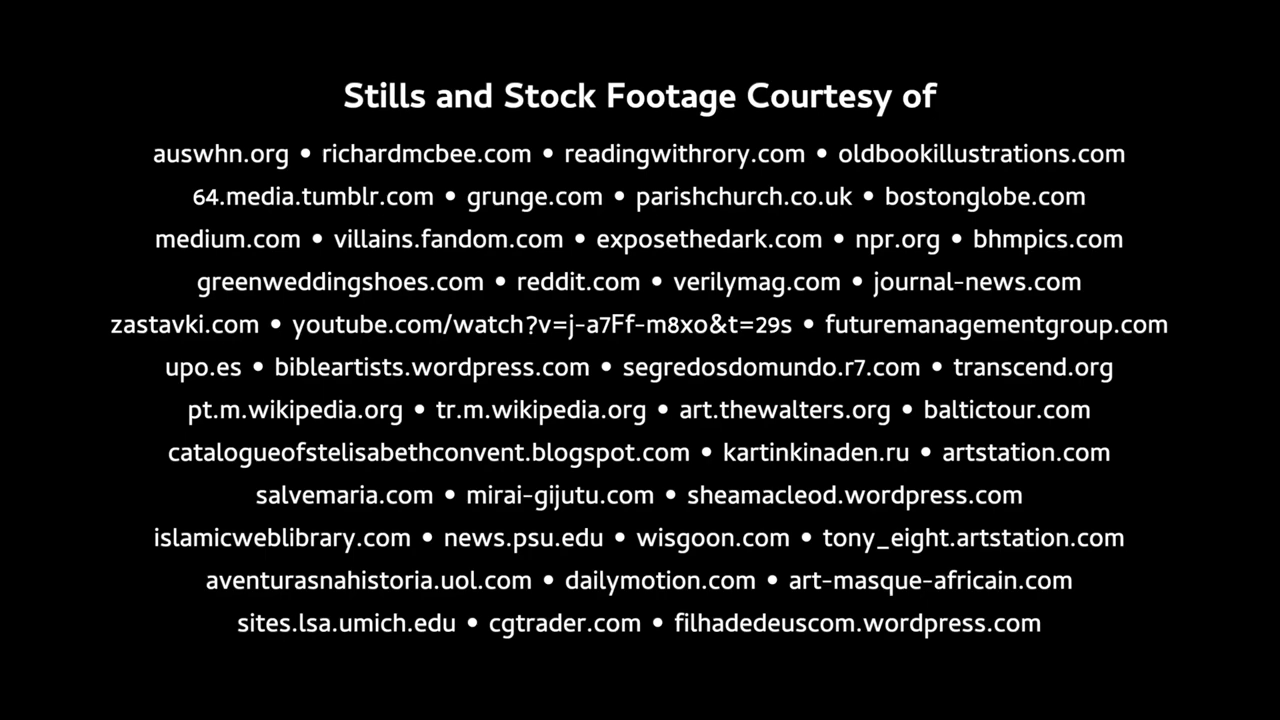 Stills and Stock Footage Courtesy of
auswhn.org • richardmcbee.com • readingwithrory.com • oldbookillustrations.com
64.media.tumblr.com • grunge.com • parishchurch.co.uk • bostonglobe.com
medium.com • villains.fandom.com • exposethedark.com • npr.org • bhmpics.com
greenweddingshoes.com • reddit.com • verilymag.com • journal-news.com
zastavki.com • youtube.com/watch?v=j-a7Ff-m8xo&t=29s • futuremanagementgroup.com
upo.es • bibleartists.wordpress.com • segredosdomundo.r7.com • transcend.org
pt.m.wikipedia.org • tr.m.wikipedia.org • art.thewalters.org • baltictour.com
catalogueofstelisabethconvent.blogspot.com • kartinkinaden.ru • artstation.com
salvemaria.com • mirai-gijutu.com • sheamacleod.wordpress.com
islamicweblibrary.com • news.psu.edu • wisgoon.com • tony_eight.artstation.com
aventurasnahistoria.uol.com • dailymotion.com • art-masque-africain.com
sites.lsa.umich.edu • cgtrader.com • filhadedeuscom.wordpress.com